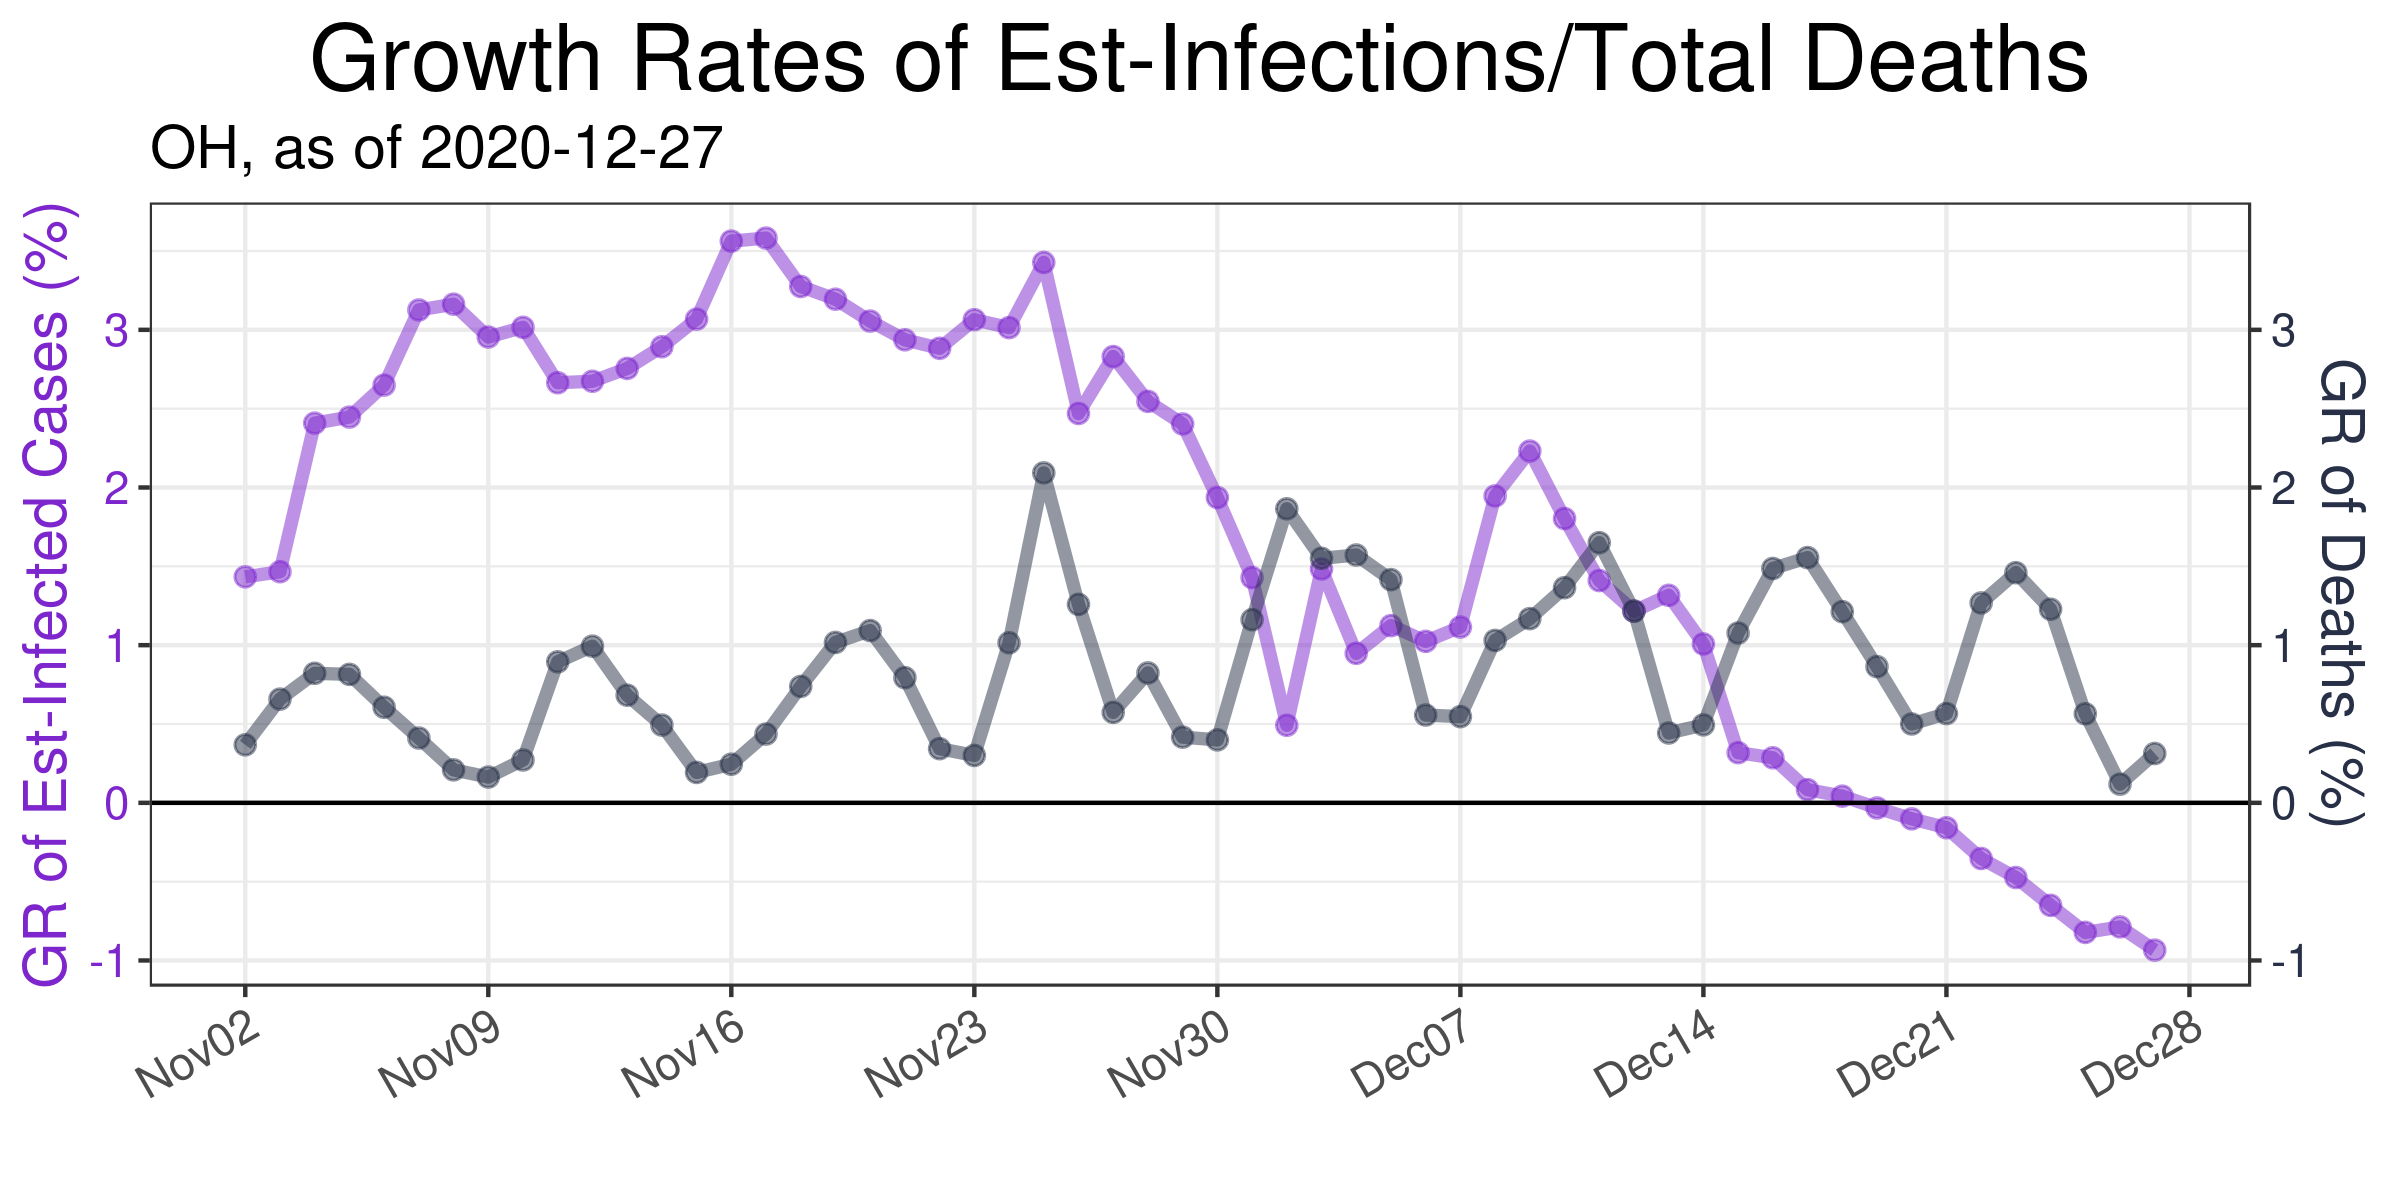 Growth Rates of Est-Infections/Total Deaths
OH, as of 2020-12-27
GR of Est-Infected Cases (%)
3
2
1
0
-1
3
2
1
0
-1
GR of Deaths (%)
Nov02
Nov09
Nov16
Nov23
Nov30
Dec07
Dec14
Dec21
Dec28